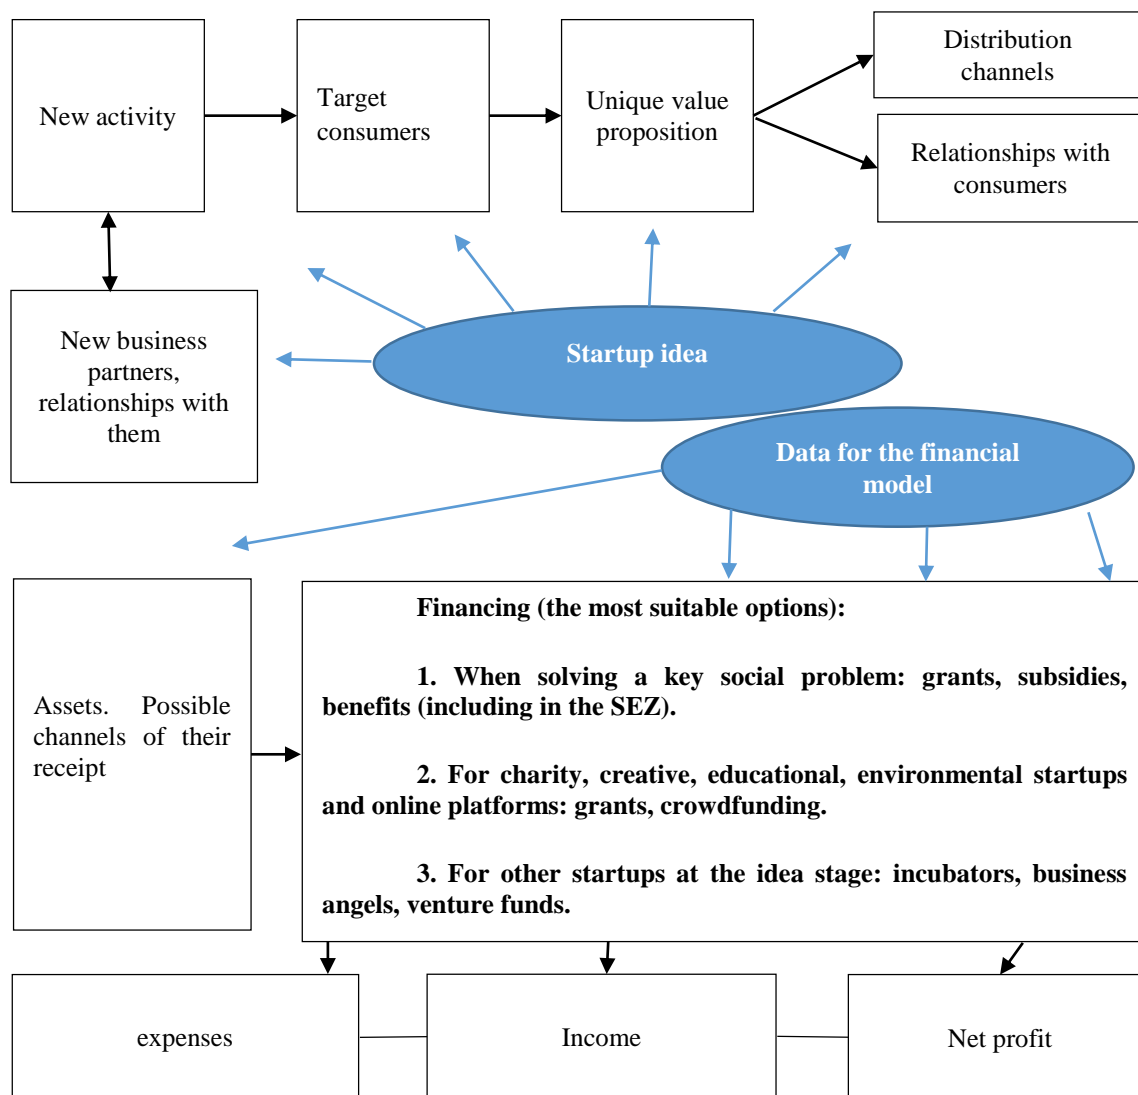 New activity
Target
consumers
Unique value
proposition
Distribution
channels
Relationships with
consumers
New business
partners,
relationships with
them
Startup idea
Data for the financial
model
Assets. Possible
channels of their
receipt
Financing (the most suitable options):
1. When solving a key social problem: grants, subsidies,
benefits (including in the SEZ).
2. For charity, creative, educational, environmental startups
and online platforms: grants, crowdfunding.
3. For other startups at the idea stage: incubators, business
angels, venture funds.
expenses
Income
Net profit